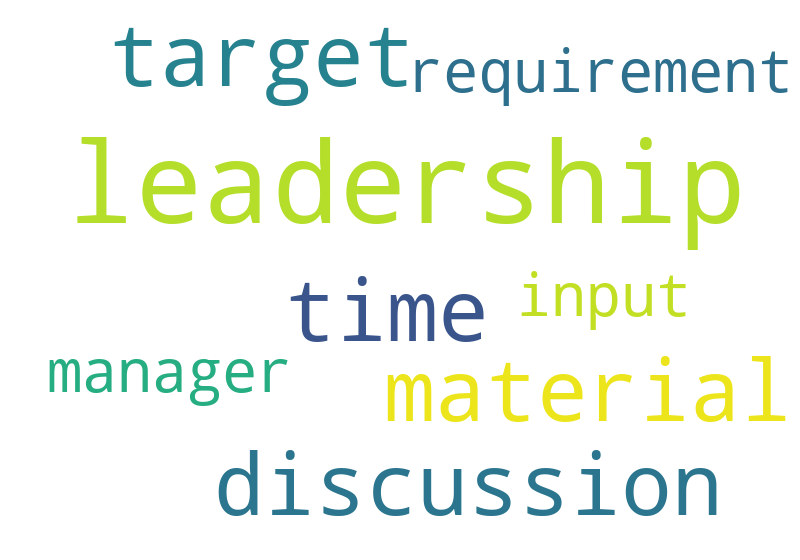 target requirement
leadership
time input
manager material
discussion